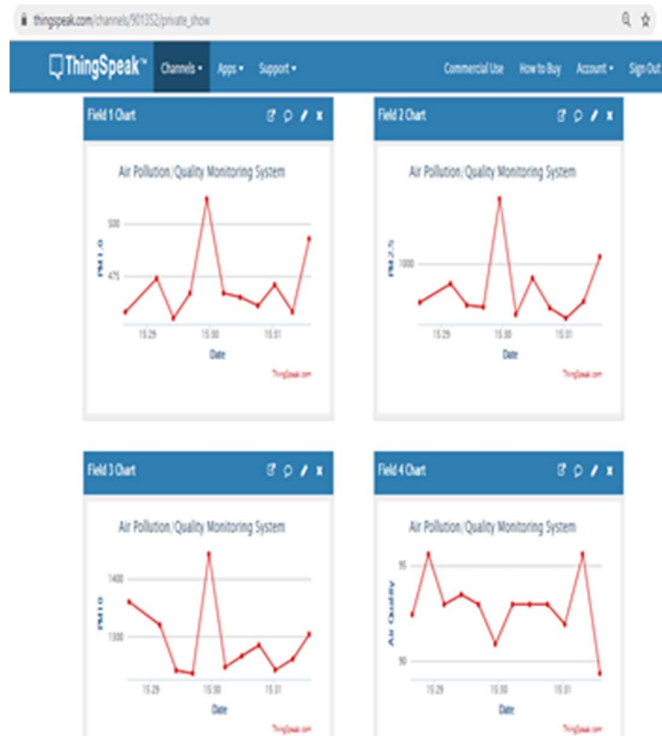 thingspeak.com/channels/901352/private_show
ThingSpeak™ Channels Apps Support Commercial Use How to Buy Account Sign Out
Field 1 Chart
Air Pollution/Quality Monitoring System
PM1.0
500
475
15:29 15:30 15:31
Date
ThingSpeak.com
Field 2 Chart
Air Pollution/Quality Monitoring System
PM2.5
1000
15:29 15:30 15:31
Date
ThingSpeak.com
Field 3 Chart
Air Pollution/Quality Monitoring System
PM10
1400
1300
15:29 15:30 15:31
Date
ThingSpeak.com
Field 4 Chart
Air Pollution/Quality Monitoring System
Air Quality
95
90
15:29 15:30 15:31
Date
ThingSpeak.com